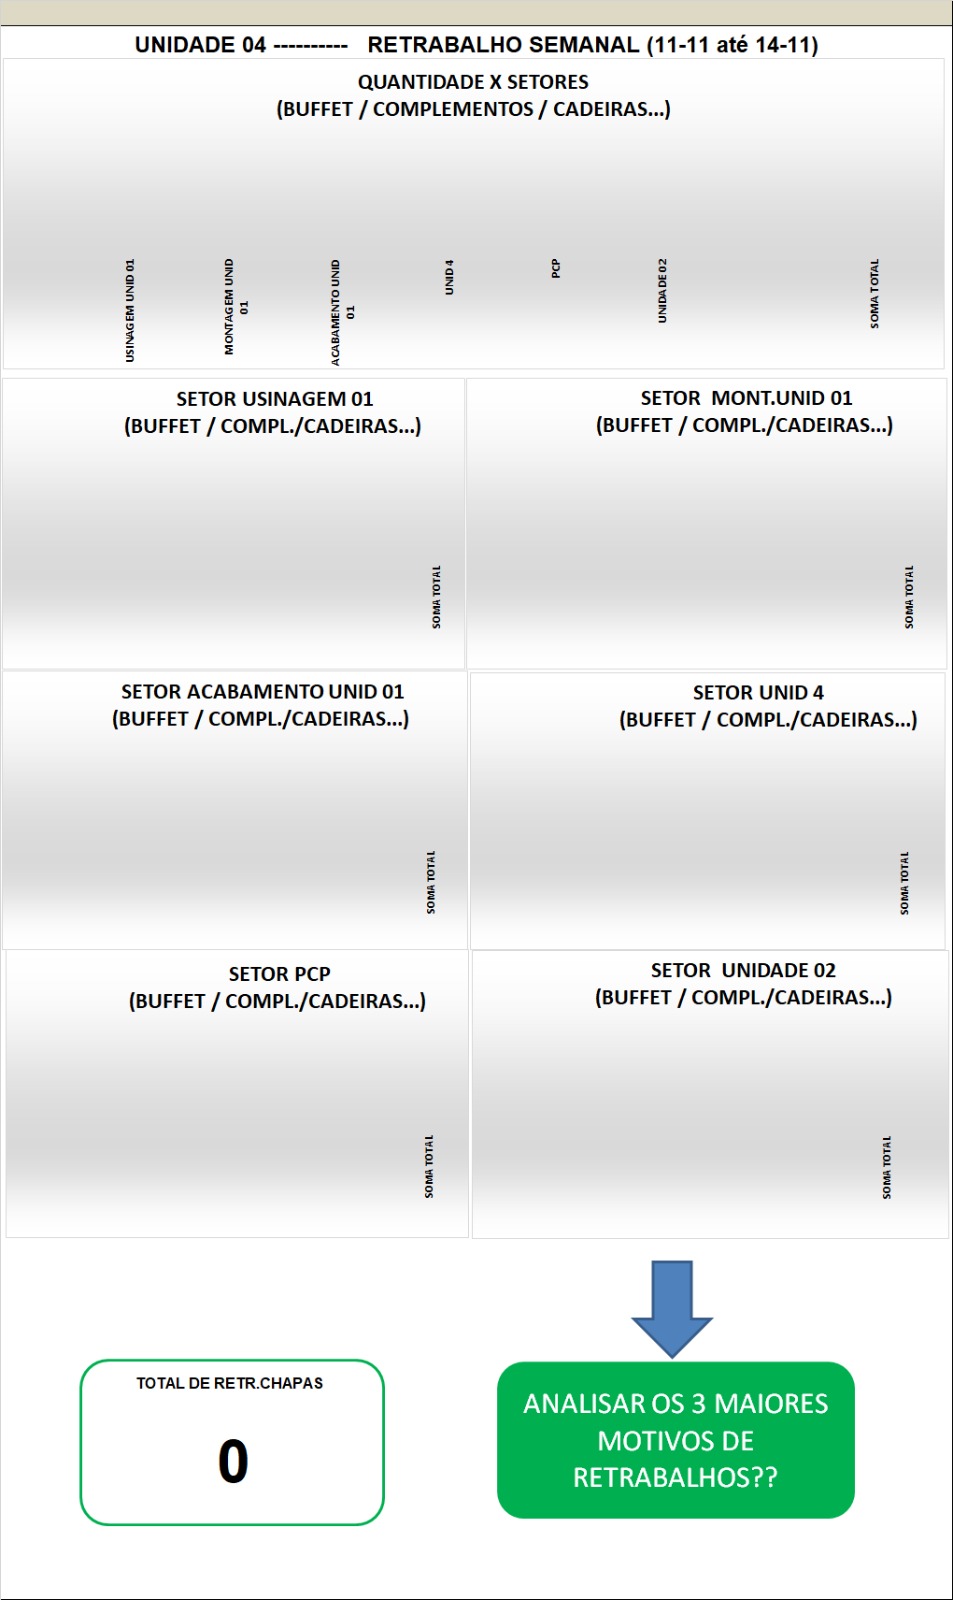 UNIDADE 04 ---------- RETRABALHO SEMANAL (11-11 até 14-11)
QUANTIDADE X SETORES
(BUFFET / COMPLEMENTOS / CADEIRAS...)
USINAGEM UNID 01
MONTAGEM UNID
01
ACABAMENTO UNID
01
UNID 4
PCP
UNIDADE 02
SOMA TOTAL
SETOR USINAGEM 01
(BUFFET / COMPL./CADEIRAS...)
SOMA TOTAL
SETOR MONT.UNID 01
(BUFFET / COMPL./CADEIRAS...)
SOMA TOTAL
SETOR ACABAMENTO UNID 01
(BUFFET / COMPL./CADEIRAS...)
SOMA TOTAL
SETOR UNID 4
(BUFFET / COMPL./CADEIRAS...)
SOMA TOTAL
SETOR PCP
(BUFFET / COMPL./CADEIRAS...)
SOMA TOTAL
SETOR UNIDADE 02
(BUFFET / COMPL./CADEIRAS...)
SOMA TOTAL
TOTAL DE RETR.CHAPAS
0
ANALISAR OS 3 MAIORES
MOTIVOS DE
RETRABALHOS??